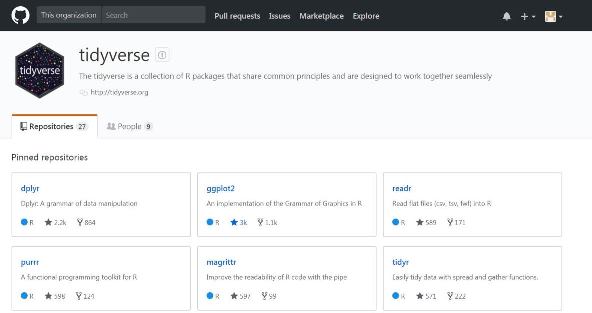 This organization Search Pull requests Issues Marketplace Explore
tidyverse
tidyverse
The tidyverse is a collection of R packages that share common principles and are designed to work together seamlessly
http://tidyverse.org
Repositories 27 People 9
Pinned repositories
dplyr
Dplyr: A grammar of data manipulation
R 2.2k 864
ggplot2
An implementation of the Grammar of Graphics in R
R 3k 1.1k
readr
Read flat files (csv, tsv, fwf) into R
R 589 171
purrr
A functional programming toolkit for R
R 598 124
magrittr
Improve the readability of R code with the pipe
R 597 99
tidyr
Easily tidy data with spread and gather functions.
R 571 222